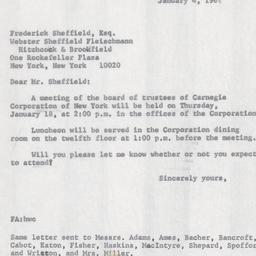 January 4, 196
Frederick Sheffield, Esq.
Webster Sheffield Fleischmann
Hitchcock & Brookfield
One Rockefeller Plaza
New York, New York 10020
Dear Mr. Sheffield:
A meeting of the board of trustees of Carnegie
Corporation of New York will be held on Thursday,
January 18, at 2:00 p.m. in the offices of the Corporation
Luncheon will be served in the Corporation dining
room on the twelfth floor at 1:00 p.m. before the meeting.
Will you please let me know whether or not you expect
to attend?
Sincerely yours,
FA:hwc
Same letter sent to Messrs. Adams, Ames, Becher, Bancroft,
Cabot, Eaton, Fisher, Haskins, MacIntyre, Shepard, Spoffor
and Wriston, and Mrs. Miller.